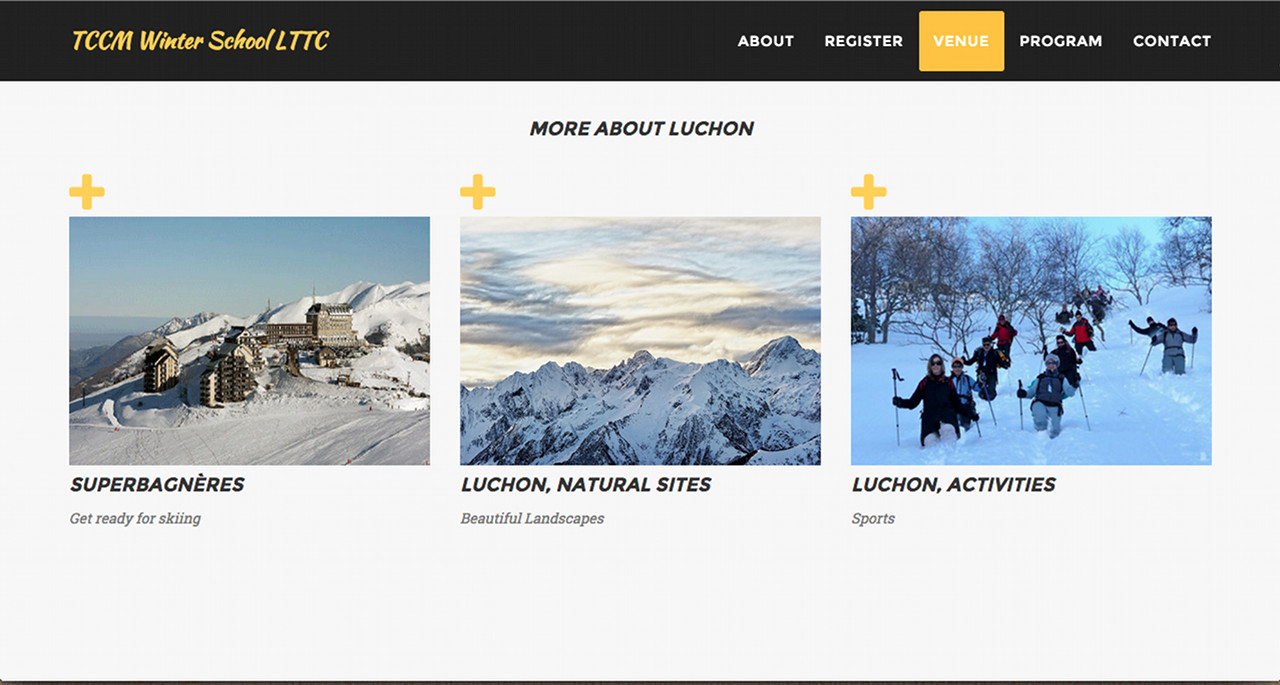 TCCM Winter School LTTC
ABOUT REGISTER VENUE PROGRAM CONTACT
MORE ABOUT LUCHON
SUPERBAGNÈRES
Get ready for skiing
LUCHON, NATURAL SITES
Beautiful Landscapes
LUCHON, ACTIVITIES
Sports